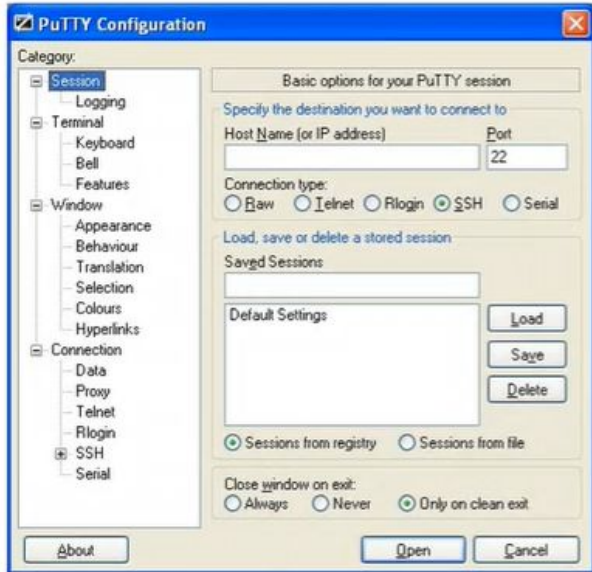 PuTTY Configuration
Category:
Session
Logging
Terminal
Keyboard
Bell
Features
Window
Appearance
Behaviour
Translation
Selection
Colours
Hyperlinks
Connection
Data
Proxy
Telnet
Rlogin
SSH
Serial
Basic options for your PuTTY session
Specify the destination you want to connect to
Host Name (or IP address) Port
22
Connection type:
Raw Telnet Rlogin SSH Serial
Load, save or delete a stored session
Saved Sessions
Default Settings
Load
Save
Delete
Sessions from registry Sessions from file
Close window on exit:
Always Never Only on clean exit
About Open Cancel